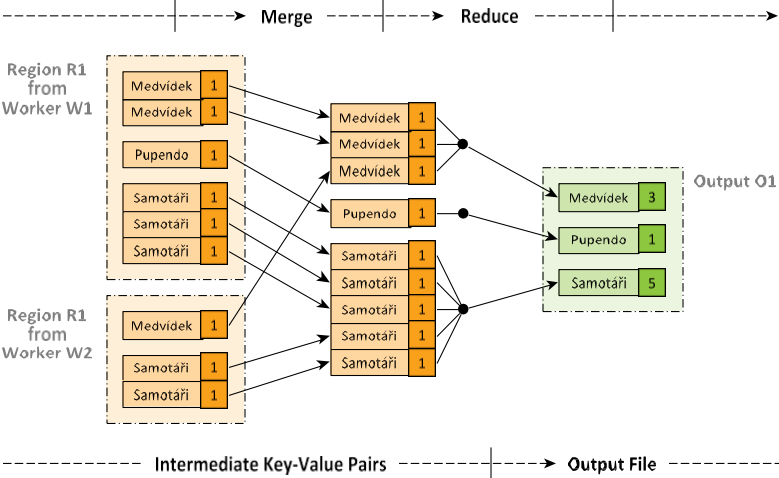 Merge
Reduce
Region R1
from
Worker W1
Medvídek 1
Medvídek 1
Pupendo 1
Samotáři 1
Samotáři 1
Samotáři 1
Region R1
from
Worker W2
Medvídek 1
Samotáři 1
Samotáři 1
Medvídek 1
Medvídek 1
Medvídek 1
Pupendo 1
Samotáři 1
Samotáři 1
Samotáři 1
Samotáři 1
Samotáři 1
Output O1
Medvídek 3
Pupendo 1
Samotáři 5
Intermediate Key-Value Pairs
Output File